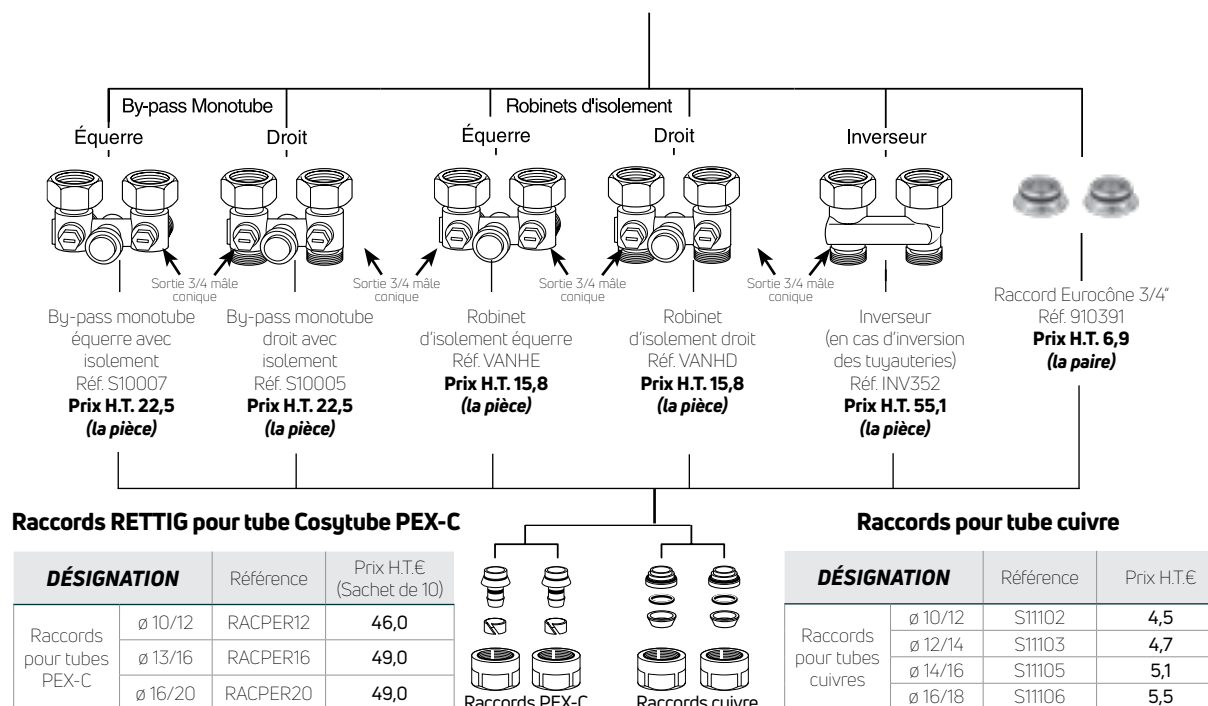 By-pass Monotube
Robinets d'isolement
Équerre
Droit
Équerre
Droit
Inverseur
Sortie 3/4 mâle
conique
Sortie 3/4 mâle
conique
Sortie 3/4 mâle
conique
Sortie 3/4 mâle
conique
By-pass monotube
équerre avec
isolement
Réf. S10007
Prix H.T. 22,5
(la pièce)
By-pass monotube
droit avec
isolement
Réf. S10005
Prix H.T. 22,5
(la pièce)
Robinet
d'isolement équerre
Réf. VANHE
Prix H.T. 15,8
(la pièce)
Robinet
d'isolement droit
Réf. VANHD
Prix H.T. 15,8
(la pièce)
Inverseur
(en cas d'inversion
des tuyauteries)
Réf. INV352
Prix H.T. 55,1
(la pièce)
Raccord Eurocône 3/4"
Réf. 910391
Prix H.T. 6,9
(la paire)
Raccords RETTIG pour tube Cosytube PEX-C
DÉSIGNATION Référence Prix H.T.€
(Sachet de 10)
Raccords
pour tubes
PEX-C
ø 10/12 RACPER12 46,0
ø 13/16 RACPER16 49,0
ø 16/20 RACPER20 49,0
Raccords PEX-C
Raccords cuivre
Raccords pour tube cuivre
DÉSIGNATION Référence Prix H.T.€
Raccords
pour tubes
cuivres
ø 10/12 S11102 4,5
ø 12/14 S11103 4,7
ø 14/16 S11105 5,1
ø 16/18 S11106 5,5